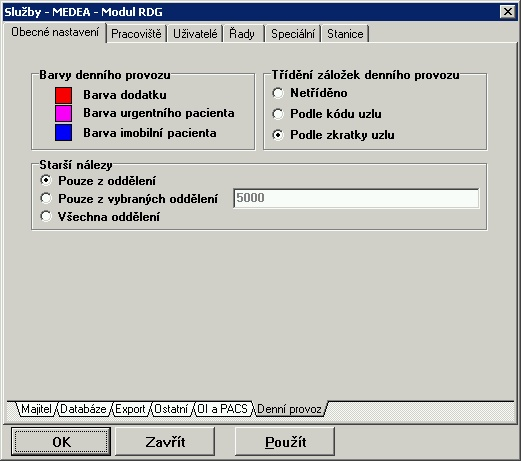 Služby - MEDEA - Modul RDG
Obecné nastavení Pracoviště Uživatelé Řady Speciální Stanice
Barvy denního provozu
Barva dodatku
Barva urgentního pacienta
Barva imobilní pacienta
Třídění záložek denního provozu
Netříděno
Podle kódu uzlu
Podle zkratky uzlu
Starší nálezy
Pouze z oddělení
Pouze z vybraných oddělení 5000
Všechna oddělení
Majitel Databáze Export Ostatní OI a PACS Denní provoz
OK Zavřít Použít